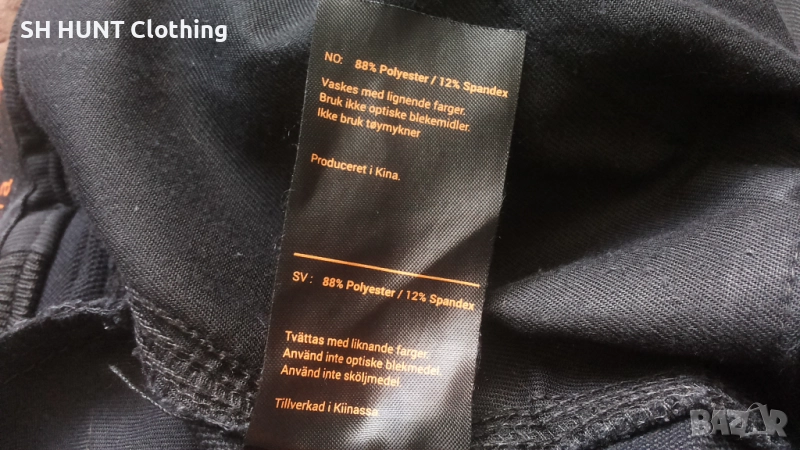 SH HUNT Clothing
NO: 88% Polyester / 12% Spandex
Vaskes med lignende farger.
Bruk ikke optiske blekemidler.
Ikke bruk tøymykner
Produceret i Kina.
SV: 88% Polyester / 12% Spandex
Tvättas med liknande farger.
Använd inte optiske blekmedel.
Använd inte sköljmedel
Tillverkad i Kiinassa
BAZAR